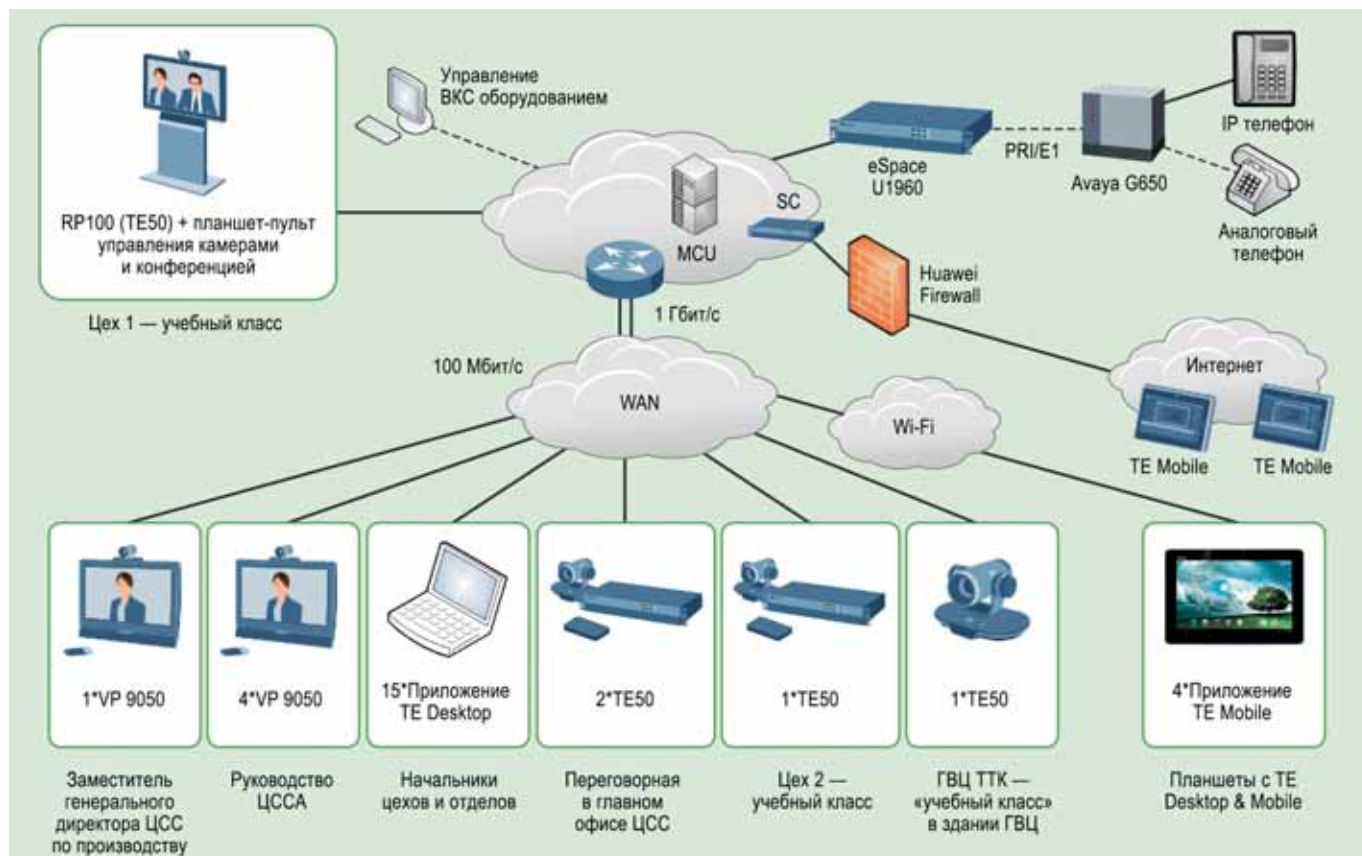 Управление
ВКС оборудованием
IP телефон
PRI/E1
eSpace
U1960
Avaya G650
SC
MCU
Аналоговый
телефон
RP100 (TE50) + планшет-пульт
управления камерами
и конференцией
Huawei
Firewall
Цех 1 — учебный класс
1 Гбит/с
100 Мбит/с
Интернет
WAN
Wi-Fi
TE Mobile
TE Mobile
1*VP 9050
4*VP 9050
15*Приложение
TE Desktop
2*TE50
1*TE50
1*TE50
4*Приложение
TE Mobile
Заместитель
генерального
директора ЦСС
по производству
Руководство
ЦССА
Начальники
цехов и отделов
Переговорная
в главном
офисе ЦСС
Цех 2 —
учебный класс
ГВЦ ТТК —
«учебный класс»
в здании ГВЦ
Планшеты с TE
Desktop & Mobile